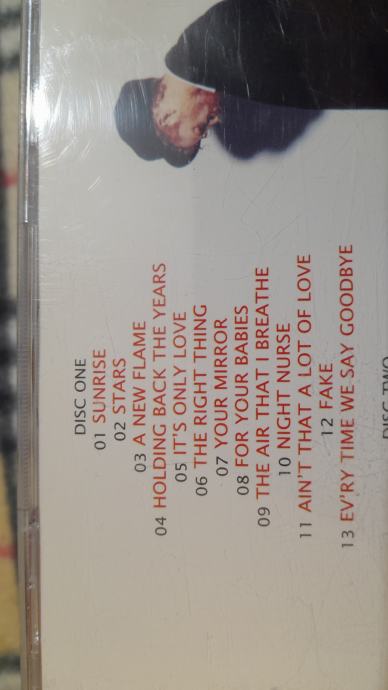 DISC ONE
01 SUNRISE
02 STARS
03 A NEW FLAME
04 HOLDING BACK THE YEARS
05 IT'S ONLY LOVE
06 THE RIGHT THING
07 YOUR MIRROR
08 FOR YOUR BABIES
09 THE AIR THAT I BREATHE
10 NIGHT NURSE
11 AIN'T THAT A LOT OF LOVE
12 FAKE
13 EV'RY TIME WE SAY GOODBYE
DISC TWO